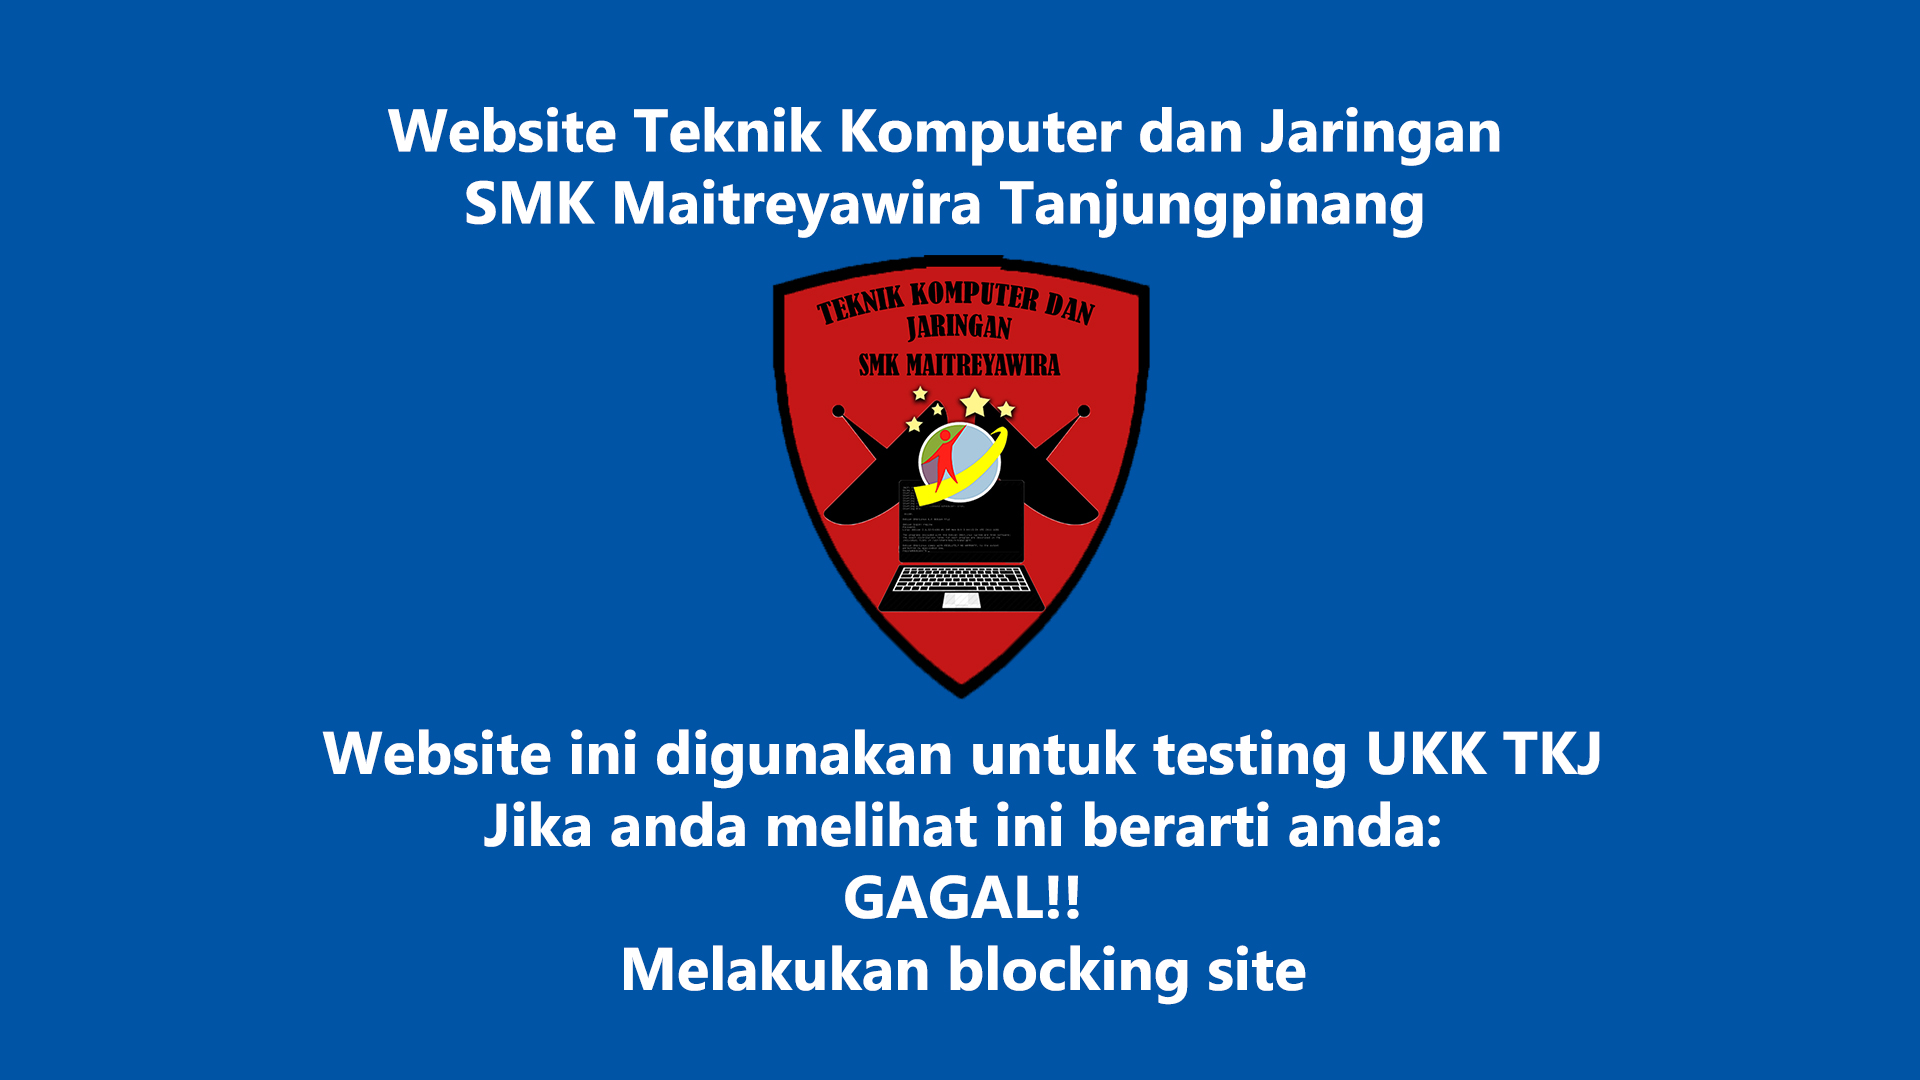 Website Teknik Komputer dan Jaringan
SMK Maitreyawira Tanjungpinang
TEKNIK KOMPUTER DAN
JARINGAN
SMK MAITREYAWIRA
Website ini digunakan untuk testing UKK TKJ
Jika anda melihat ini berarti anda:
GAGAL!!
Melakukan blocking site